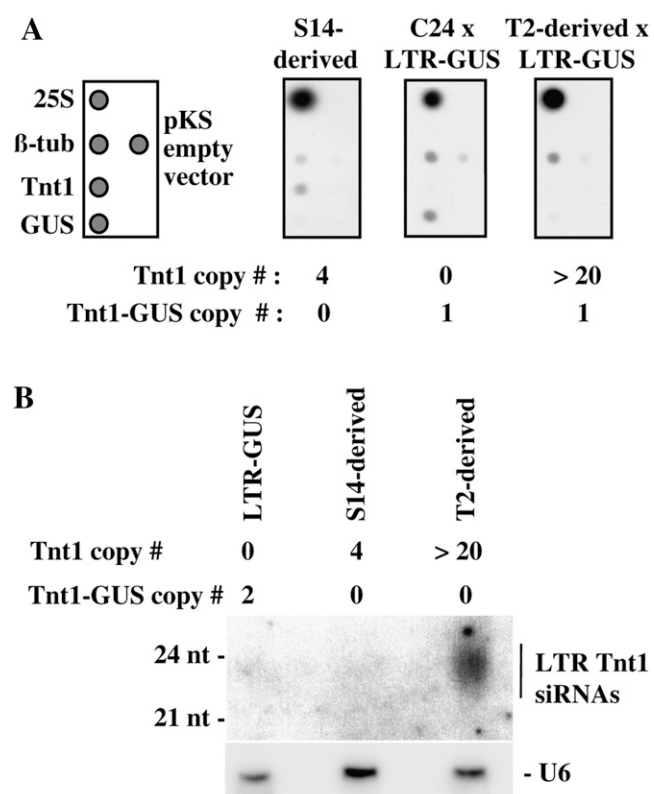 A
S14-
derived
C24 x
LTR-GUS
T2-derived x
LTR-GUS
25S
ß-tub
Tnt1
GUS
pKS
empty
vector
Tnt1 copy # : 4 0 > 20
Tnt1-GUS copy # : 0 1 1
B
LTR-GUS
S14-derived
T2-derived
Tnt1 copy # 0 4 > 20
Tnt1-GUS copy # 2 0 0
24 nt -
21 nt -
LTR Tnt1
siRNAs
- U6